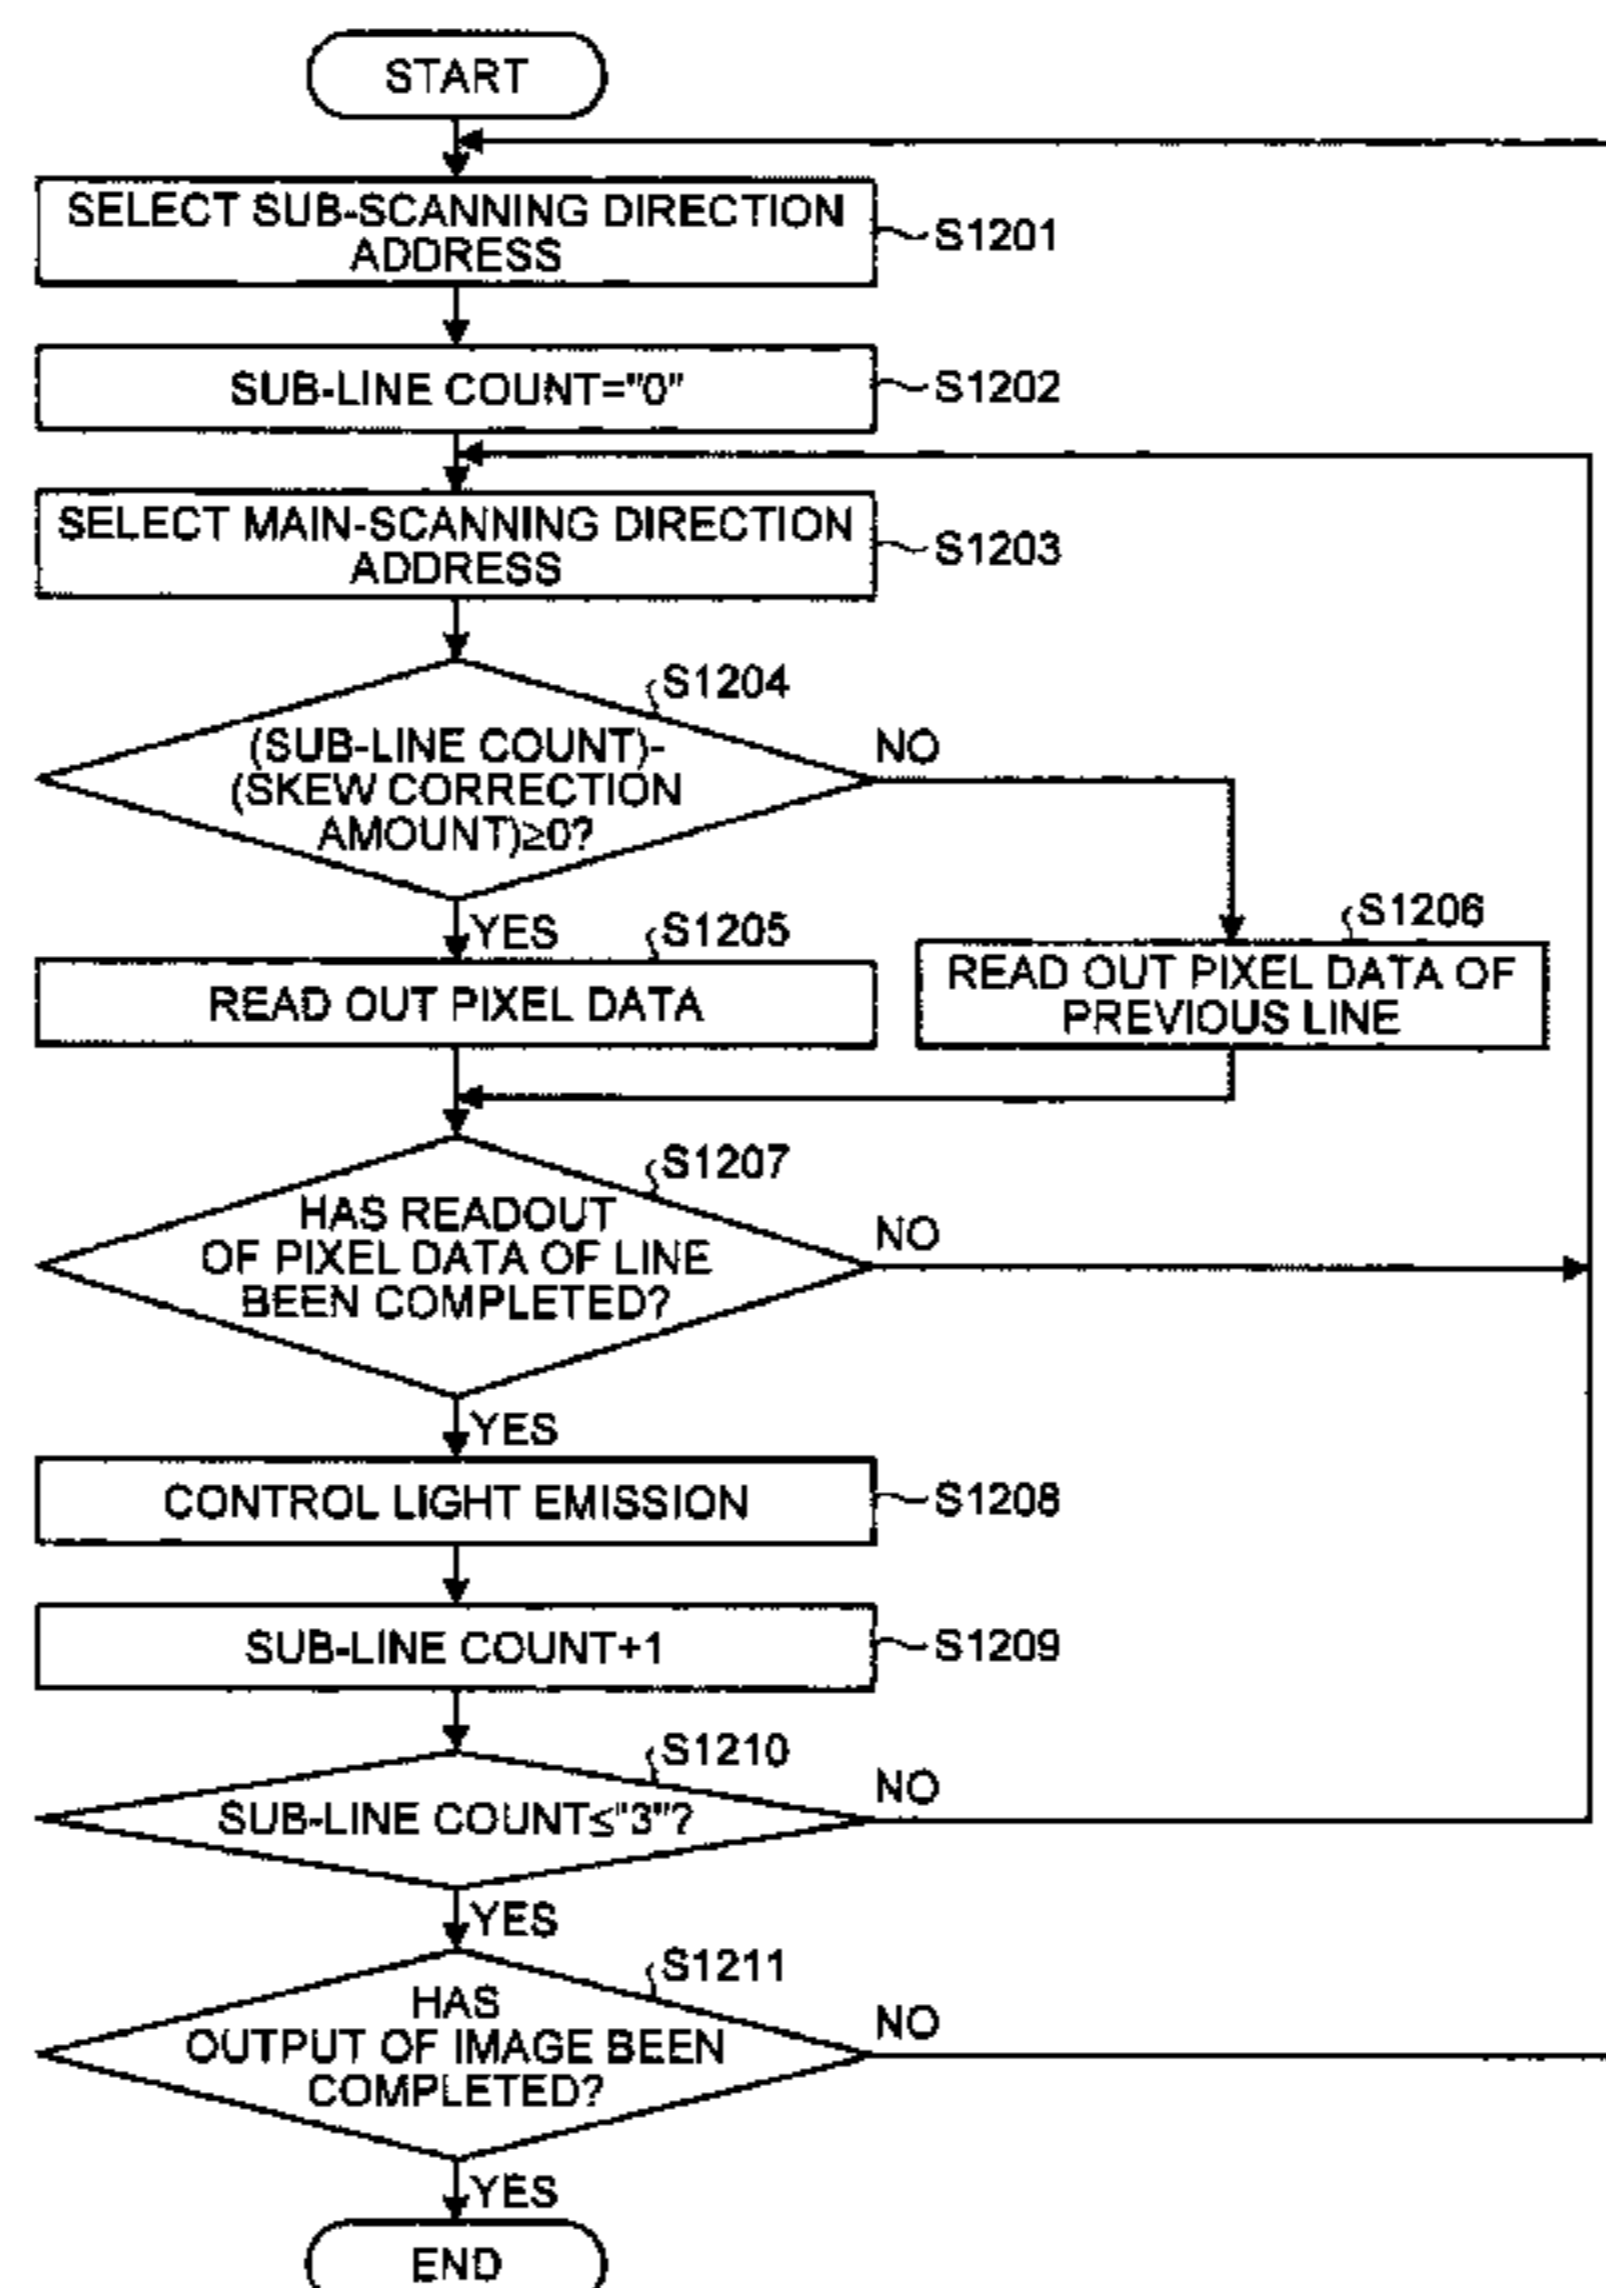 START
SELECT SUB-SCANNING DIRECTION
ADDRESS
S1201
SUB-LINE COUNT="0"
S1202
SELECT MAIN-SCANNING DIRECTION
ADDRESS
S1203
S1204
(SUB-LINE COUNT)-
(SKEW CORRECTION
AMOUNT)≥0?
NO
YES
S1205
READ OUT PIXEL DATA
S1206
READ OUT PIXEL DATA OF
PREVIOUS LINE
S1207
HAS READOUT
OF PIXEL DATA OF LINE
BEEN COMPLETED?
NO
YES
CONTROL LIGHT EMISSION
S1208
SUB-LINE COUNT+1
S1209
S1210
SUB-LINE COUNT≤"3"?
NO
YES
S1211
HAS
OUTPUT OF IMAGE BEEN
COMPLETED?
NO
YES
END